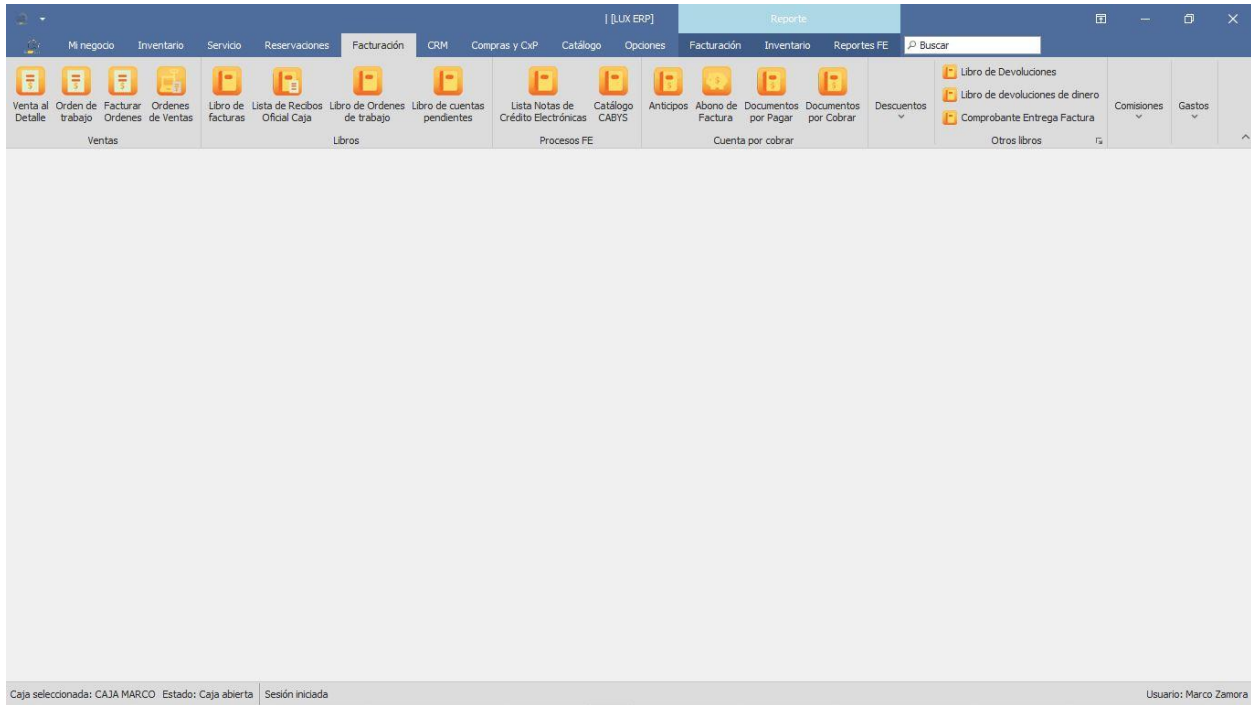 | [LUX ERP]
Reporte
Mi negocio Inventario Servicio Reservaciones Facturación CRM Compras y CxP Catálogo Opciones Facturación Inventario Reportes FE Buscar
Venta al Detalle
Orden de trabajo
Facturar Ordenes
Ordenes de Ventas
Ventas
Libro de facturas
Lista de Recibos Oficial Caja
Libro de Ordenes de trabajo
Libro de cuentas pendientes
Libros
Lista Notas de Crédito Electrónicas
Catálogo CABYS
Procesos FE
Anticipos
Abono de Factura
Documentos por Pagar
Documentos por Cobrar
Cuenta por cobrar
Descuentos
Libro de Devoluciones
Libro de devoluciones de dinero
Comprobante Entrega Factura
Otros libros
Comisiones
Gastos
Caja seleccionada: CAJA MARCO Estado: Caja abierta Sesión iniciada
Usuario: Marco Zamora